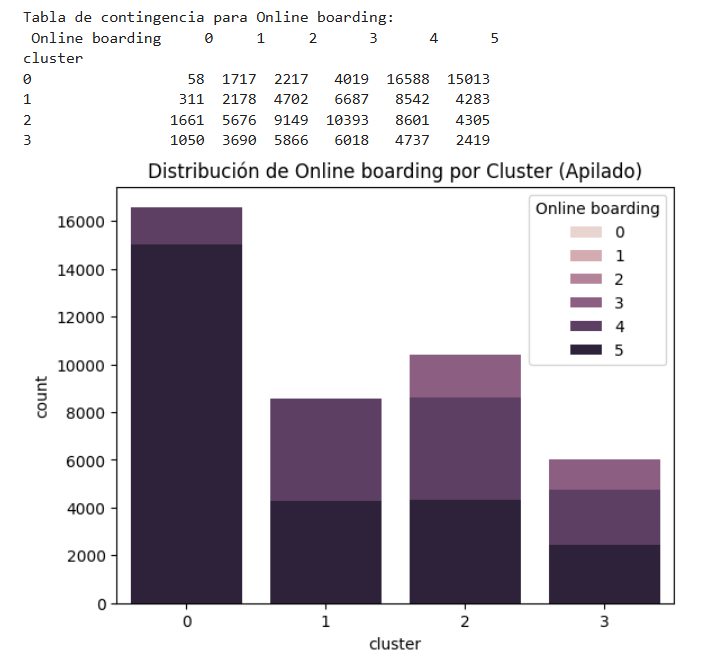 Tabla de contingencia para Online boarding:
Online boarding 0 1 2 3 4 5
cluster
0 58 1717 2217 4019 16588 15013
1 311 2178 4702 6687 8542 4283
2 1661 5676 9149 10393 8601 4305
3 1050 3690 5866 6018 4737 2419
Distribución de Online boarding por Cluster (Apilado)
Online boarding
0
1
2
3
4
5
16000
14000
12000
10000
8000
6000
4000
2000
0
count
0 1 2 3
cluster